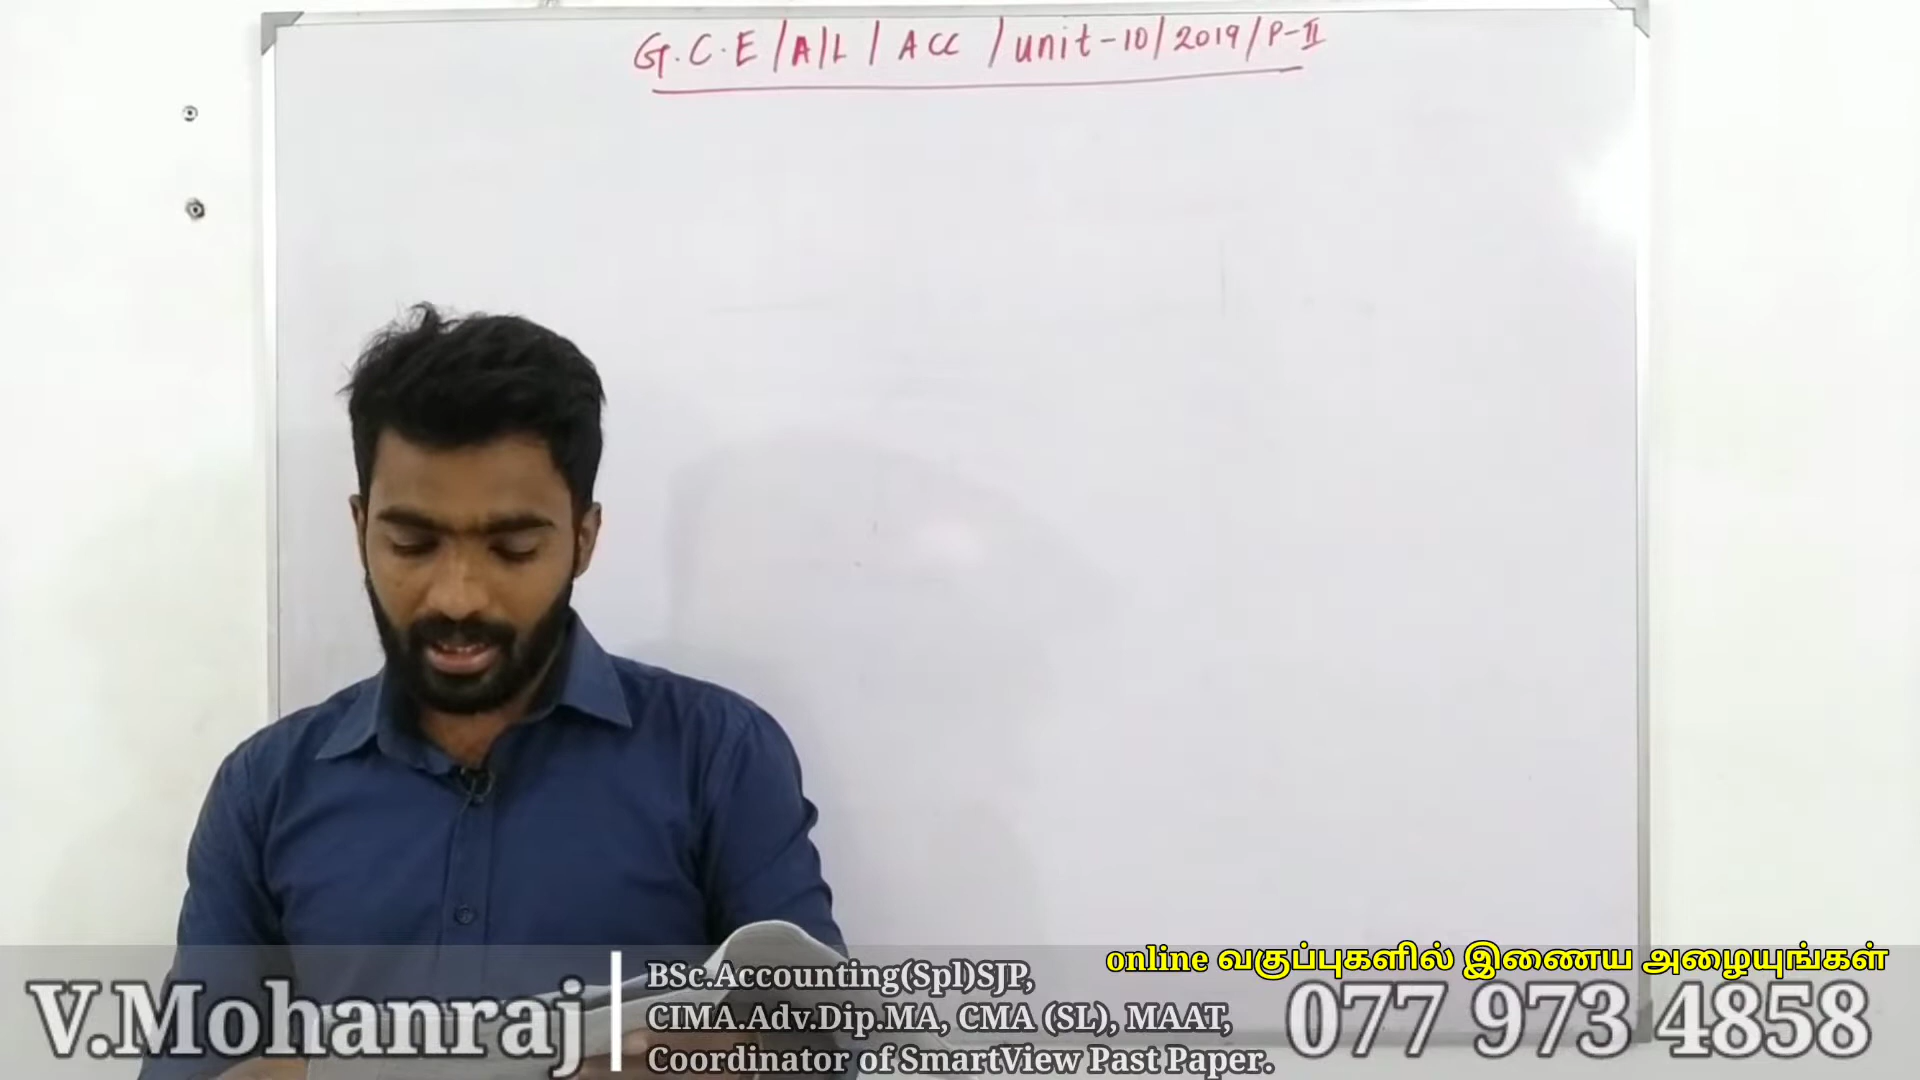 G.C.E/A/L/ACC/unit-10/2019/P-II
online வகுப்புகளில் இணைய அழையுங்கள்
V.Mohanraj
BSc.Accounting(Spl)SJP,
CIMA.Adv.Dip.MA, CMA (SL), MAAT,
Coordinator of SmartView Past Paper.
077 973 4858